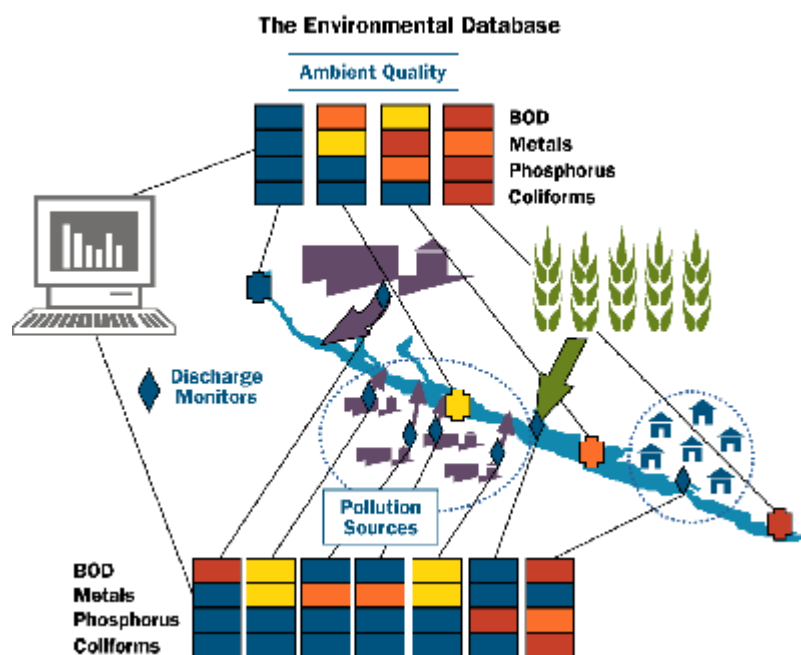 The Environmental Database
Ambient Quality
BOD
Metals
Phosphorus
Coliforms
Discharge
Monitors
Pollution
Sources
BOD
Metals
Phosphorus
Coliforms